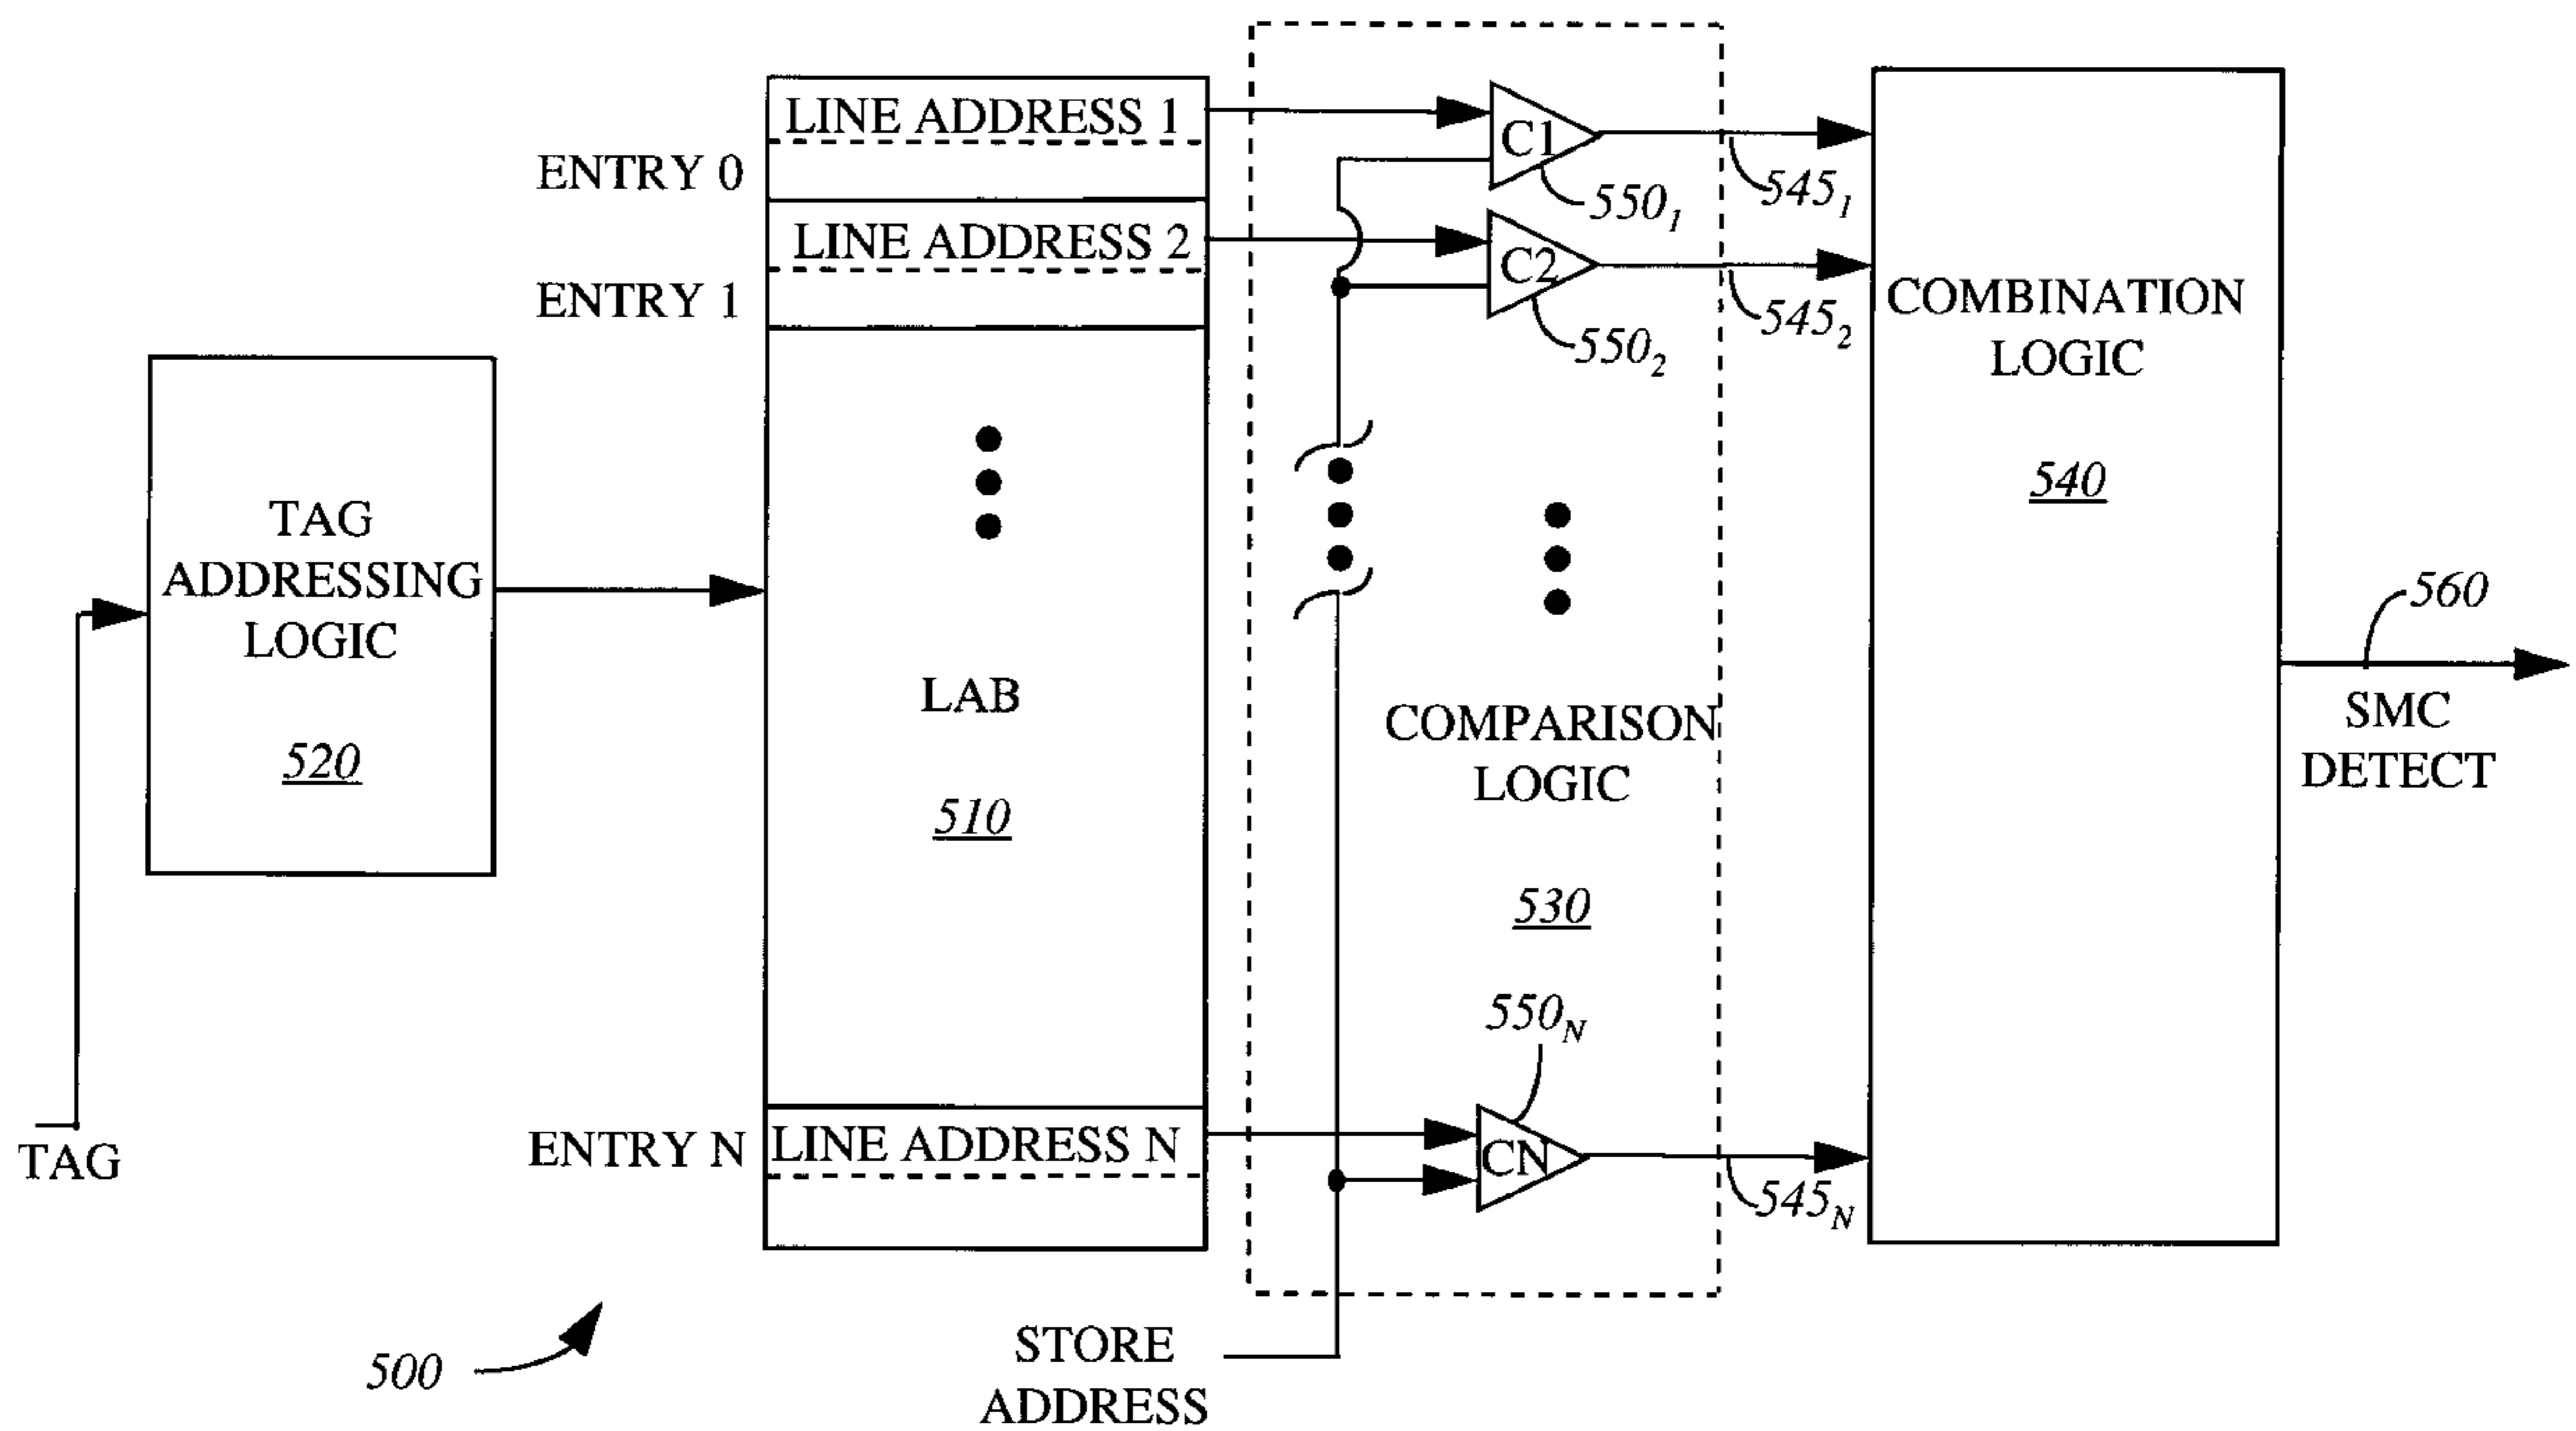 LINE ADDRESS 1
ENTRY 0
LINE ADDRESS 2
ENTRY 1
C1
550₁
545₁
C2
550₂
545₂
COMBINATION
LOGIC
540
TAG
ADDRESSING
LOGIC
520
LAB
510
COMPARISON
LOGIC
530
560
SMC
DETECT
550N
ENTRY N
LINE ADDRESS N
CN
545N
TAG
500
STORE
ADDRESS